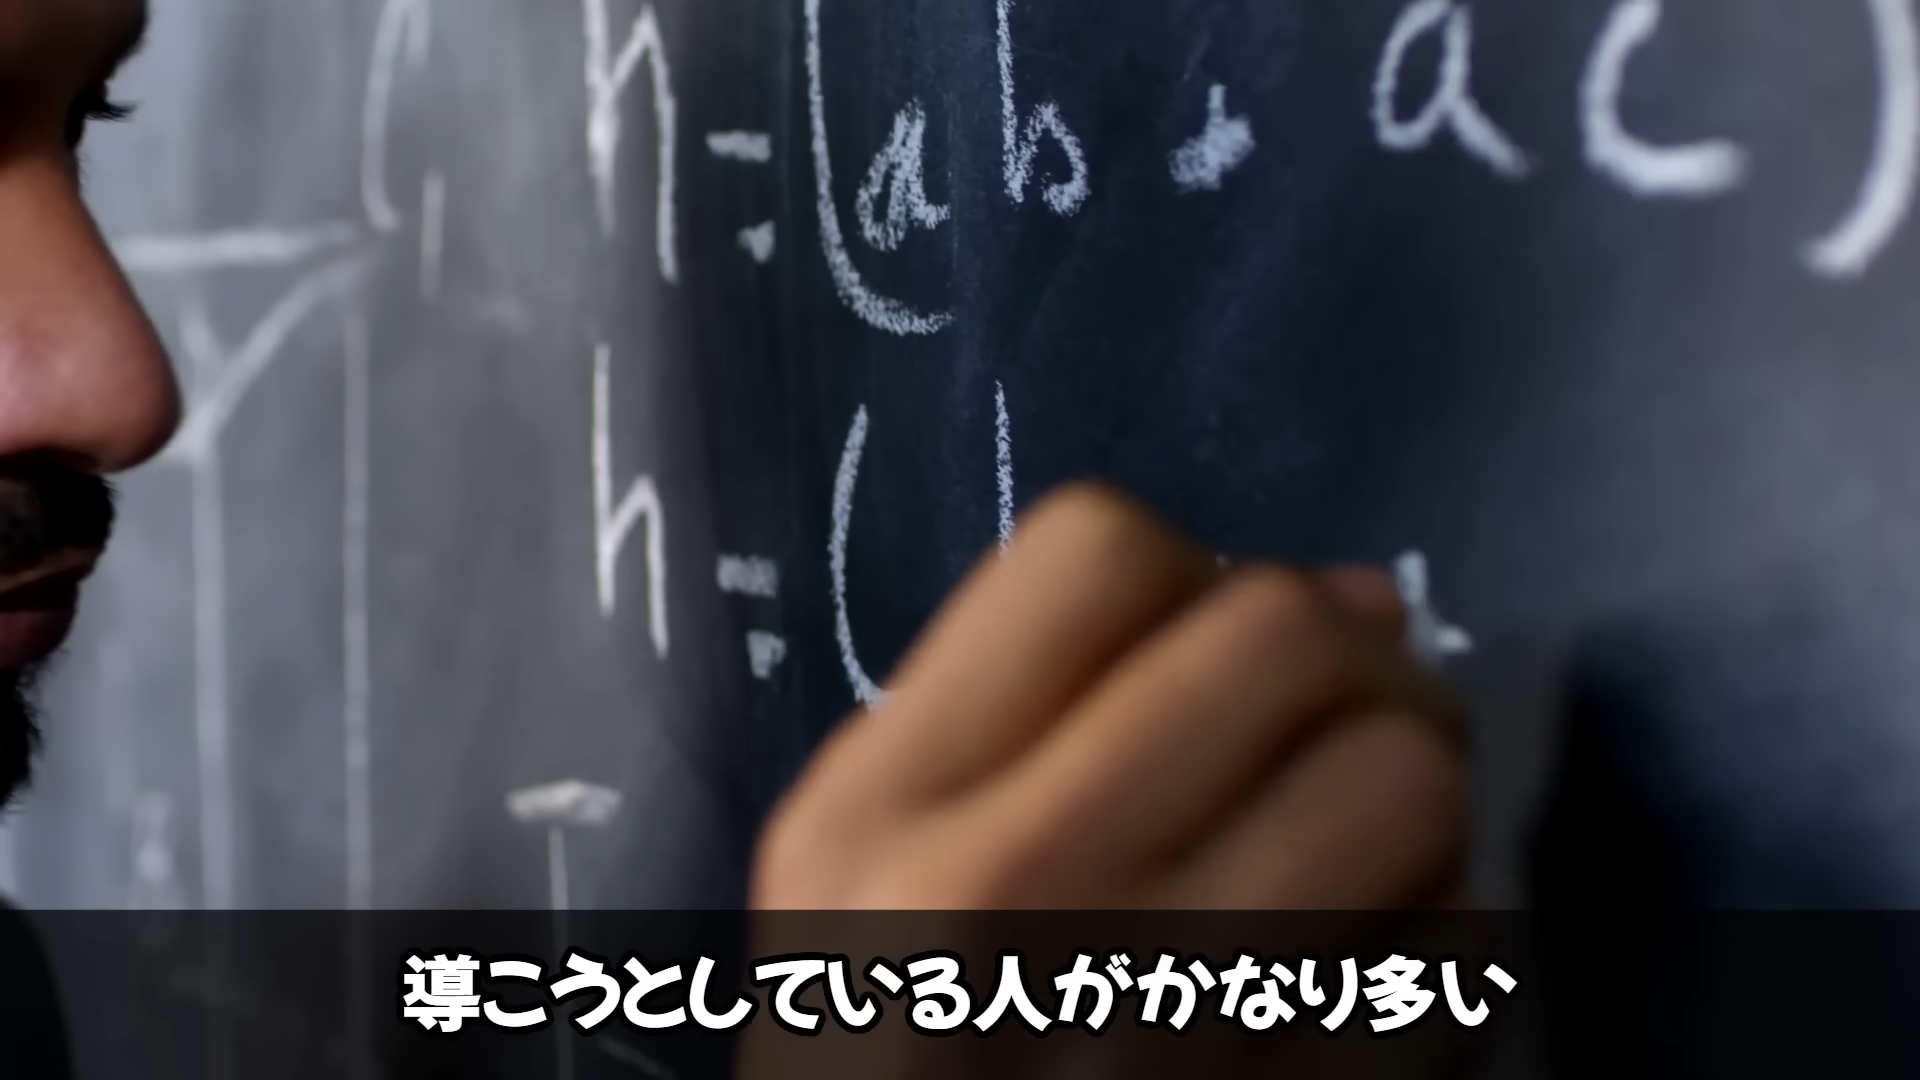 h = (ab · ac)
h = (
導こうとしている人がかなり多い